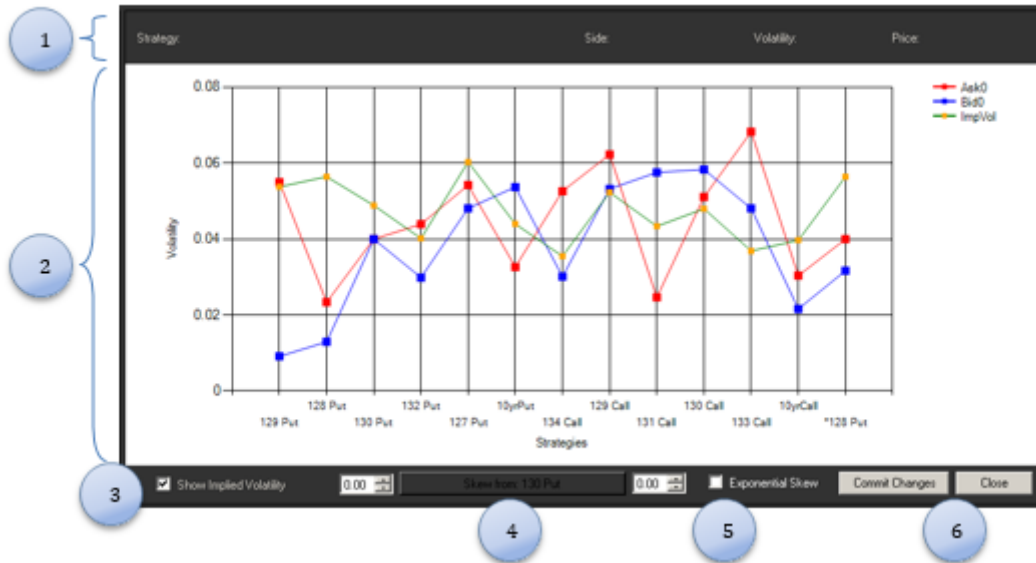 1
Strategy: Side: Volatility: Price:
2
0.08
0.06
0.04
0.02
0
Volatility
Ask0
Bid0
ImpVol
128 Put 132 Put 10yrPut 129 Call 130 Call 10yrCall
129 Put 130 Put 127 Put 134 Call 131 Call 133 Call *128 Put
Strategies
3
Show Implied Volatility 0.00 Skew from: 130 Put 0.00 Exponential Skew Commit Changes Close
4 5 6